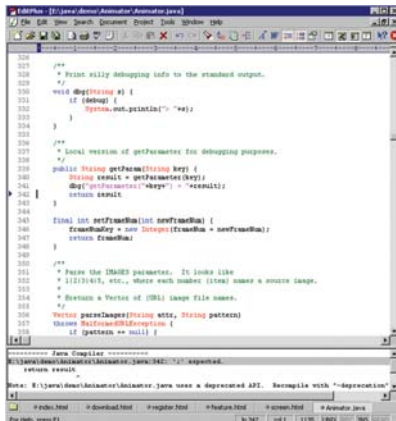 EditPlus - [E:\java\demo\Animator\Animator.java]
File Edit View Search Document Project Tools Window Help
326
327 /**
328 * Print silly debugging info to the standard output.
329 */
330 void dbg(String s) {
331 if (debug) {
332 System.out.println("> "+s);
333 }
334 }
335
336 /**
337 * Local version of getParameter for debugging purposes.
338 */
339 public String getParam(String key) {
340 String result = getParameter(key);
341 dbg("getParameter("+key+") = "+result);
342 return result
343 }
344
345 final int setFrameNum(int newFrameNum) {
346 frameNumKey = new Integer(frameNum = newFrameNum);
347 return frameNum;
348 }
349
350 /**
351 * Parse the IMAGES parameter. It looks like
352 * 1|2|3|4|5, etc., where each number (item) names a source image.
353 *
354 * @return a Vector of (URL) image file names.
355 */
356 Vector parseImages(String attr, String pattern)
357 throws MalformedURLException {
358 if (pattern == null) {
---------- Java Compiler ----------
E:\java\demo\Animator\Animator.java:342: ';' expected.
return result
^
Note: E:\java\demo\Animator\Animator.java uses a deprecated API. Recompile with "-deprecation"
index.html download.html register.html feature.html screen.html Animator.java
For Help, press F1 ln 342 col 1 1135